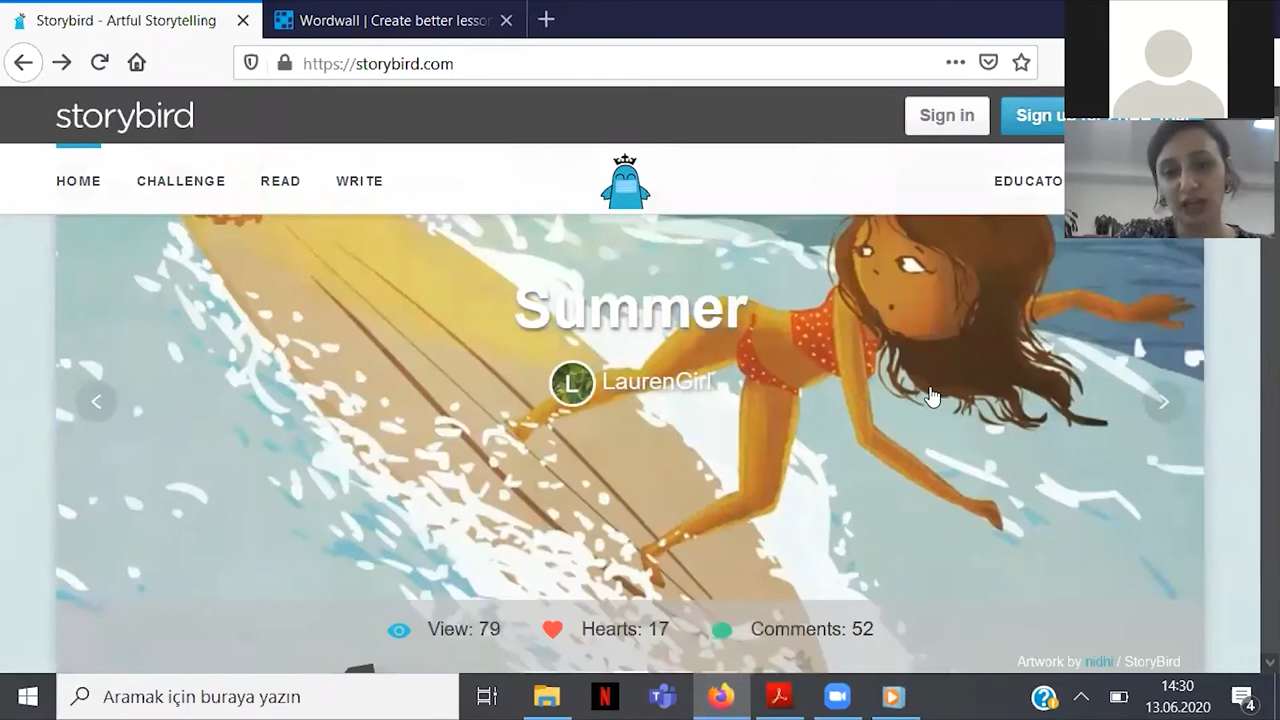 Storybird - Artful Storytelling
Wordwall | Create better lesso
https://storybird.com
storybird
Sign in
Sign u
HOME
CHALLENGE
READ
WRITE
EDUCATO
Summer
L
LaurenGirl
View: 79
Hearts: 17
Comments: 52
Artwork by nidhi / StoryBird
Aramak için buraya yazın
N
14:30
13.06.2020
4